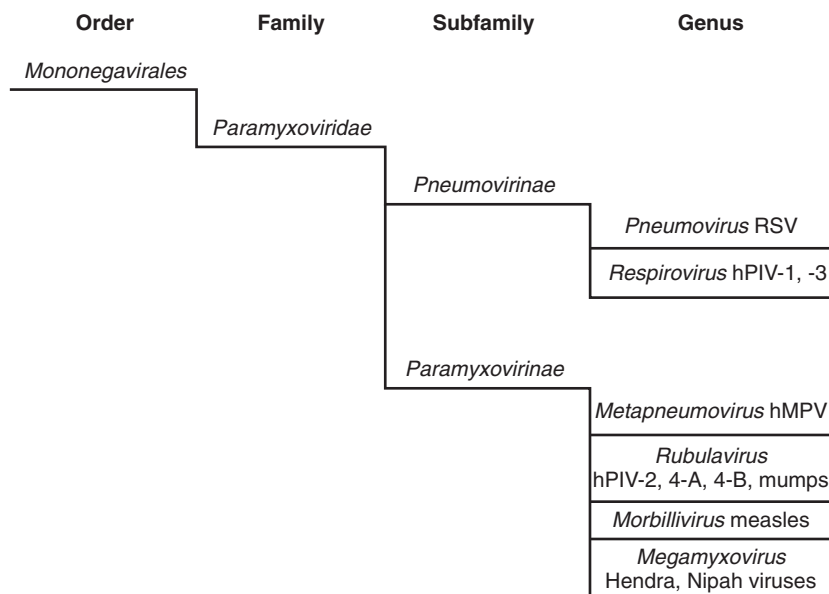 Order Family Subfamily Genus
Mononegavirales
Paramyxoviridae
Pneumovirinae
Pneumovirus RSV
Respirovirus hPIV-1, -3
Paramyxovirinae
Metapneumovirus hMPV
Rubulavirus
hPIV-2, 4-A, 4-B, mumps
Morbillivirus measles
Megamyxovirus
Hendra, Nipah viruses